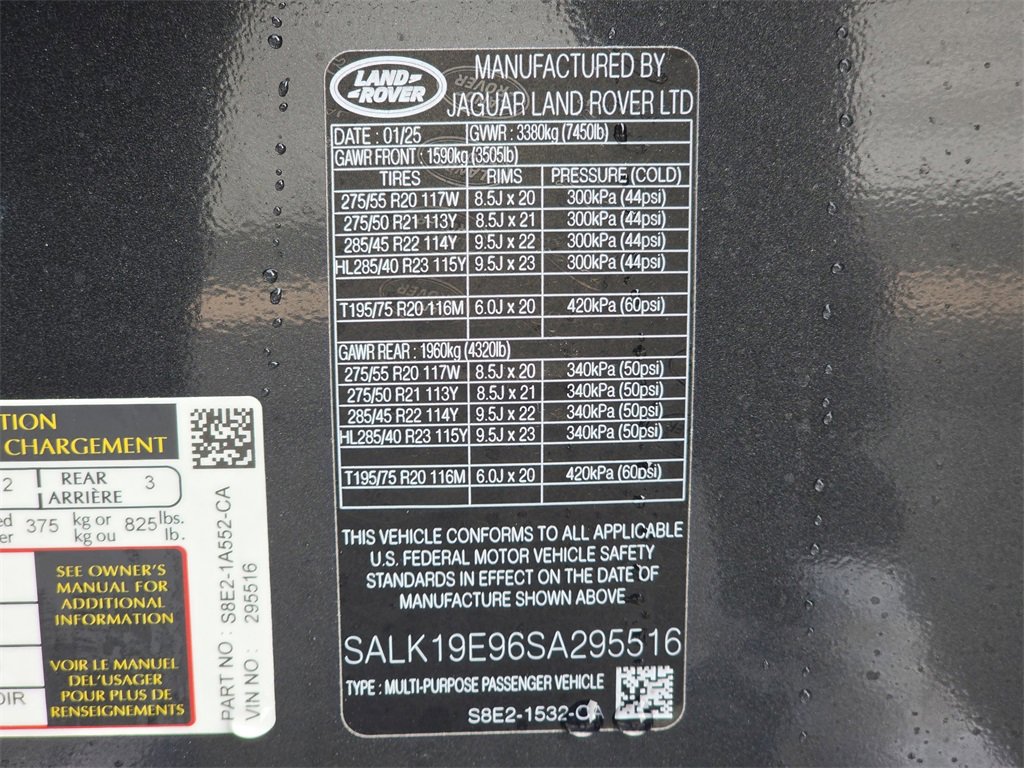 LAND
ROVER
MANUFACTURED BY
JAGUAR LAND ROVER LTD
DATE : 01/25 GVWR : 3380kg (7450lb)
GAWR FRONT : 1590kg (3505lb)
TIRES RIMS PRESSURE (COLD)
275/55 R20 117W 8.5J x 20 300kPa (44psi)
275/50 R21 113Y 8.5J x 21 300kPa (44psi)
285/45 R22 114Y 9.5J x 22 300kPa (44psi)
HL285/40 R23 115Y 9.5J x 23 300kPa (44psi)
T195/75 R20 116M 6.0J x 20 420kPa (60psi)
GAWR REAR : 1960kg (4320lb)
275/55 R20 117W 8.5J x 20 340kPa (50psi)
275/50 R21 113Y 8.5J x 21 340kPa (50psi)
285/45 R22 114Y 9.5J x 22 340kPa (50psi)
HL285/40 R23 115Y 9.5J x 23 340kPa (50psi)
T195/75 R20 116M 6.0J x 20 420kPa (60psi)
THIS VEHICLE CONFORMS TO ALL APPLICABLE
U.S. FEDERAL MOTOR VEHICLE SAFETY
STANDARDS IN EFFECT ON THE DATE OF
MANUFACTURE SHOWN ABOVE
SALK19E96SA295516
TYPE : MULTI-PURPOSE PASSENGER VEHICLE
S8E2-1532-CA
CHARGEMENT
2 REAR 3
ARRIÈRE
375 kg or 825 lbs.
kg ou lb.
SEE OWNER'S
MANUAL FOR
ADDITIONAL
INFORMATION
VOIR LE MANUEL
DEL'USAGER
POUR PLUS DE
RENSEIGNEMENTS
PART NO : S8E2-1A552-CA
VIN NO : 295516